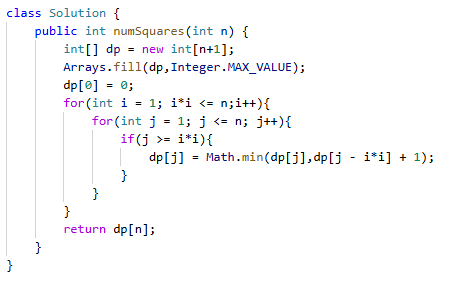 class Solution {
    public int numSquares(int n) {
        int[] dp = new int[n+1];
        Arrays.fill(dp,Integer.MAX_VALUE);
        dp[0] = 0;
        for(int i = 1; i*i <= n;i++){
            for(int j = 1; j <= n; j++){
                if(j >= i*i){
                    dp[j] = Math.min(dp[j],dp[j - i*i] + 1);
                }
            }
        }
        return dp[n];
    }
}